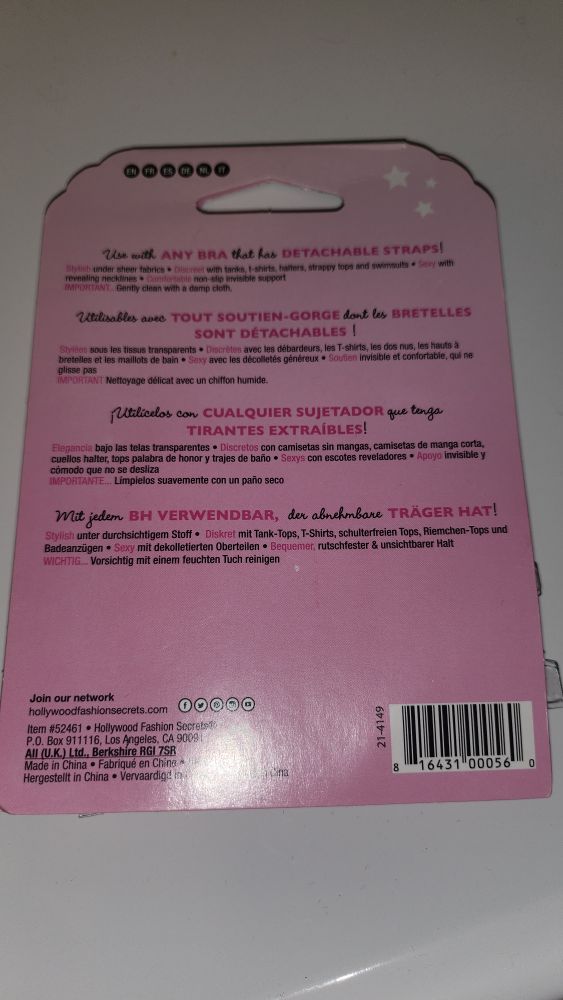 EN FR ES DE NL IT
Use with ANY BRA that has DETACHABLE STRAPS!
Stylish under sheer fabrics • Discreet with tanks, t-shirts, halters, strappy tops and swimsuits • Sexy with
revealing necklines • Comfortable non-slip invisible support
IMPORTANT... Gently clean with a damp cloth.
Utilisables avec TOUT SOUTIEN-GORGE dont les BRETELLES
SONT DÉTACHABLES !
Stylées sous les tissus transparentes • Discrètes avec les débardeurs, les T-shirts, les dos nus, les hauts à
bretelles et les maillots de bain • Sexy avec les décolletés généreux • Soutien invisible et confortable, qui ne
glisse pas
IMPORTANT Nettoyage délicat avec un chiffon humide.
¡Utilícelos con CUALQUIER SUJETADOR que tenga
TIRANTES EXTRAÍBLES!
Elegancia bajo las telas transparentes • Discretos con camisetas sin mangas, camisetas de manga corta,
cuellos halter, tops palabra de honor y trajes de baño • Sexys con escotes reveladores • Apoyo invisible y
cómodo que no se desliza
IMPORTANTE... Límpielos suavemente con un paño seco
Mit jedem BH VERWENDBAR, der abnehmbare TRÄGER HAT!
Stylish unter durchsichtigem Stoff • Diskret mit Tank-Tops, T-Shirts, schulterfreien Tops, Riemchen-Tops und
Badeanzügen • Sexy mit dekolletierten Oberteilen • Bequemer, rutschfester & unsichtbarer Halt
WICHTIG... Vorsichtig mit einem feuchten Tuch reinigen
Join our network
hollywoodfashionsecrets.com
Item #52461 • Hollywood Fashion Secrets®
P.O. Box 911116, Los Angeles, CA 9009
All (U.K.) Ltd., Berkshire RGI 7SR
Made in China • Fabriqué en Chine •
Hergestellt in China • Vervaardigd in
21-4149
8 16431 00056 0